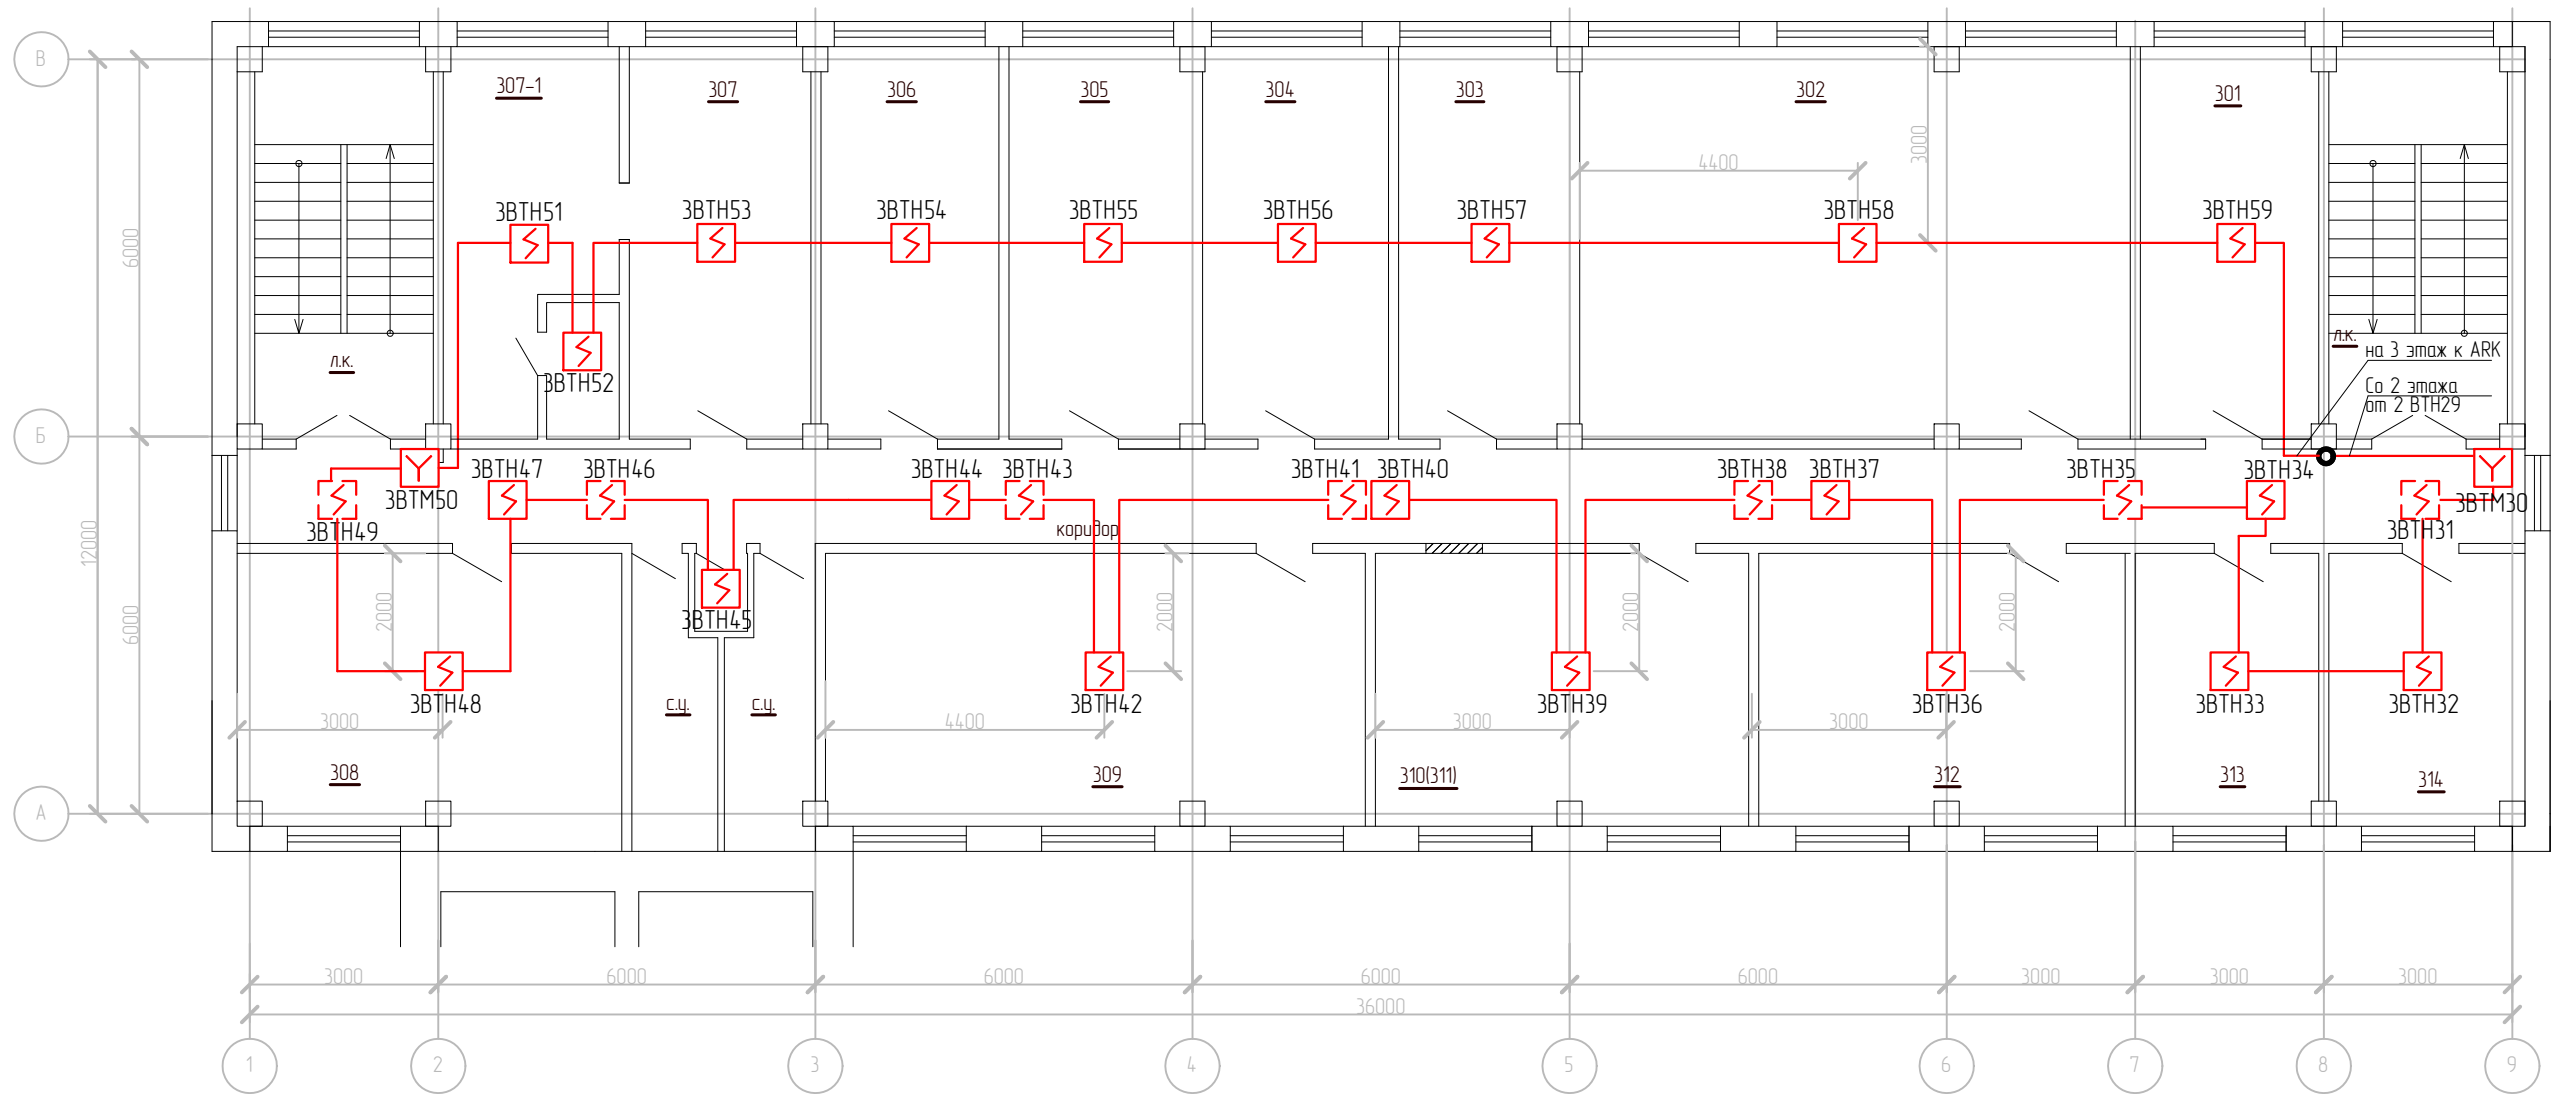 В
307-1
307
306
305
304
303
302
301
3000
4400
6000
3ВТН51
3ВТН53
3ВТН54
3ВТН55
3ВТН56
3ВТН57
3ВТН58
3ВТН59
л.к.
3ВТН52
л.к.
на 3 этаж к ARK
Со 2 этажа
от 2 ВТН29
Б
3ВТМ50
3ВТН47
3ВТН46
3ВТН44
3ВТН43
3ВТН41
3ВТН40
3ВТН38
3ВТН37
3ВТН35
3ВТН34
3ВТМ30
3ВТН49
3ВТН31
коридор
12000
6000
2000
2000
2000
2000
3ВТН45
3ВТН48
с.у.
с.у.
3ВТН42
3ВТН39
3ВТН36
3ВТН33
3ВТН32
3000
4400
3000
3000
308
309
310(311)
312
313
314
А
3000
6000
6000
6000
6000
3000
3000
3000
36000
1
2
3
4
5
6
7
8
9